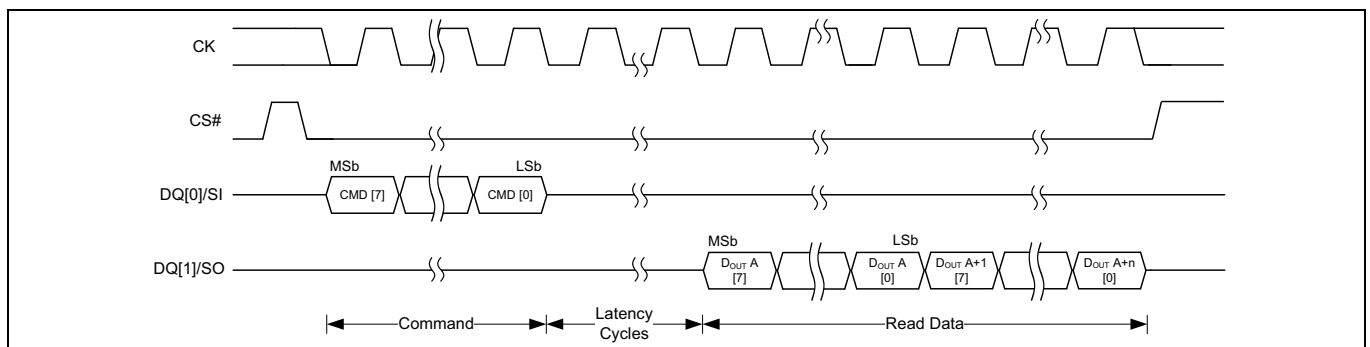 CK
CS#
MSb
LSb
DQ[0]/SI
CMD [7]
CMD [0]
MSb
LSb
DQ[1]/SO
DOUT A
[7]
DOUT A
[0]
DOUT A+1
[7]
DOUT A+n
[0]
Command
Latency
Cycles
Read Data